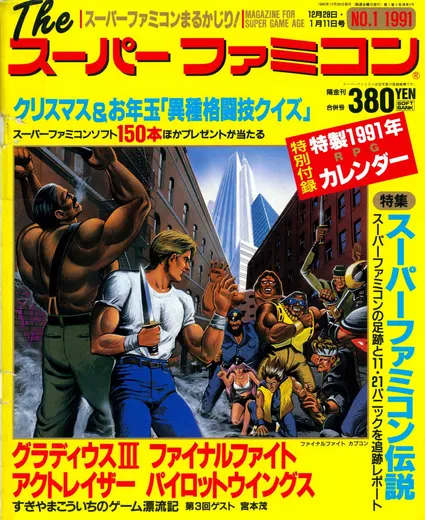 The
スーパーファミコンまるかじり!
MAGAZINE FOR
SUPER GAME AGE
12月28日・
1月11日号
NO.1 1991
スーパーファミコン
®
隔金刊
合併号
380YEN
SOFT
BANK
クリスマス&お年玉「異種格闘技クイズ」
スーパーファミコンソフト150本ほかプレゼントが当たる
特別付録
特製1991年
RPG
カレンダー
特集
スーパーファミコン伝説
スーパーファミコンの足跡と11・21パニックを追跡レポート
ファイナルファイト カプコン
グラディウスIII ファイナルファイト
アクトレイザー パイロットウイングス
すぎやまこういちのゲーム漂流記 第3回ゲスト 宮本茂